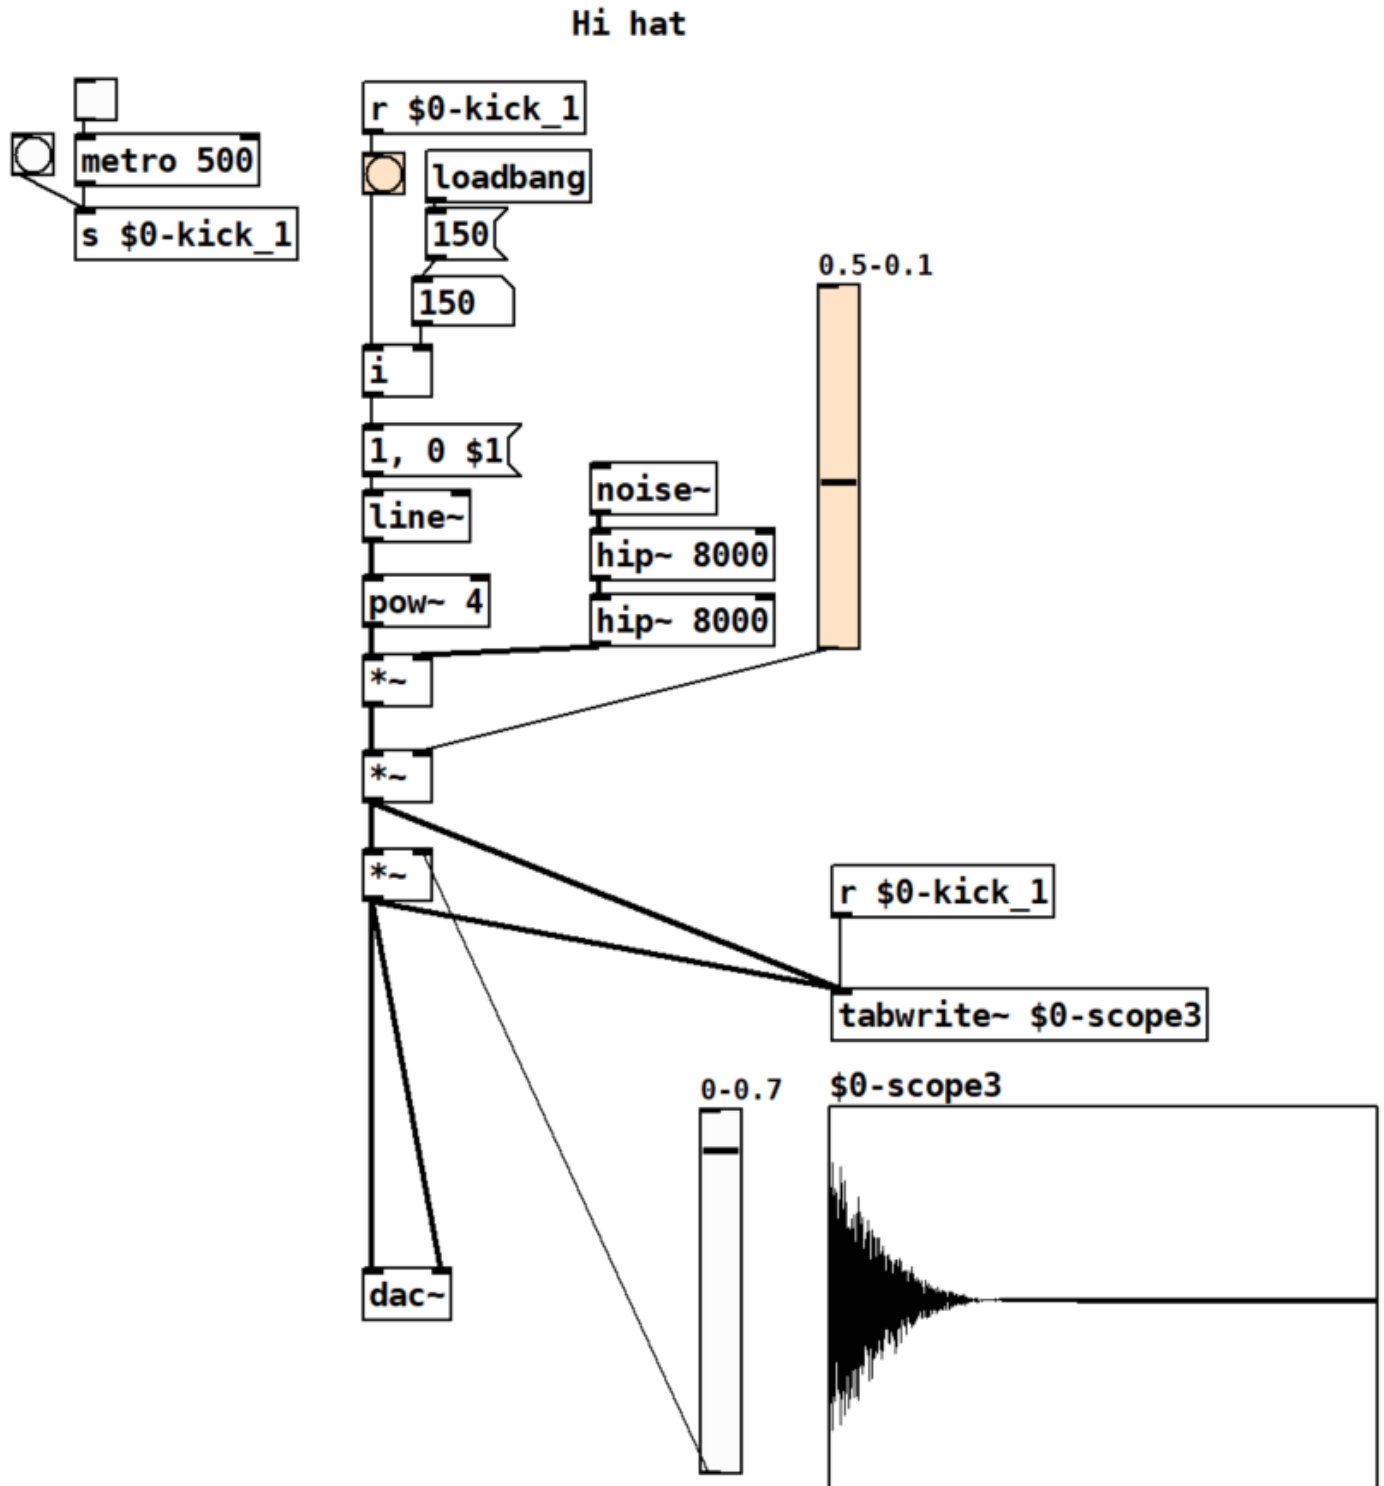 Hi hat
metro 500
s $0-kick_1
r $0-kick_1
loadbang
150
150
i
1, 0 $1
line~
pow~ 4
*~
*~
*~
dac~
noise~
hip~ 8000
hip~ 8000
0.5-0.1
r $0-kick_1
tabwrite~ $0-scope3
0-0.7
$0-scope3